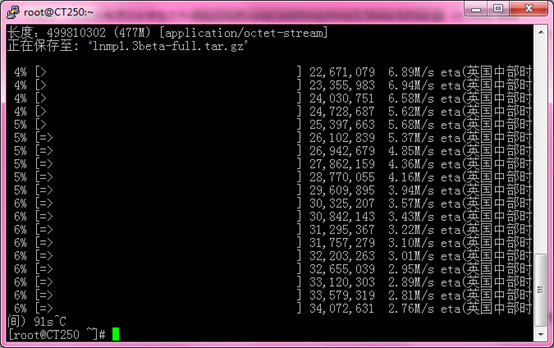 root@CT250:~
长度：499810302 (477M) [application/octet-stream]
正在保存至: “lnmp1.3beta-full.tar.gz”
4% [> ] 22,671,079 6.89M/s eta(英国中部时
4% [> ] 23,355,983 6.94M/s eta(英国中部时
4% [> ] 24,030,751 6.58M/s eta(英国中部时
4% [> ] 24,728,687 5.62M/s eta(英国中部时
5% [> ] 25,397,663 5.68M/s eta(英国中部时
5% [=> ] 26,102,839 5.37M/s eta(英国中部时
5% [=> ] 26,942,679 4.85M/s eta(英国中部时
5% [=> ] 27,862,159 4.36M/s eta(英国中部时
5% [=> ] 28,770,055 4.16M/s eta(英国中部时
5% [=> ] 29,609,895 3.94M/s eta(英国中部时
6% [=> ] 30,325,207 3.57M/s eta(英国中部时
6% [=> ] 30,842,143 3.43M/s eta(英国中部时
6% [=> ] 31,295,367 3.22M/s eta(英国中部时
6% [=> ] 31,757,279 3.10M/s eta(英国中部时
6% [=> ] 32,203,263 3.01M/s eta(英国中部时
6% [=> ] 32,655,039 2.95M/s eta(英国中部时
6% [=> ] 33,120,303 2.89M/s eta(英国中部时
6% [=> ] 33,579,319 2.81M/s eta(英国中部时
6% [=> ] 34,072,631 2.76M/s eta(英国中部时
间) 91s^C
[root@CT250 ~]#